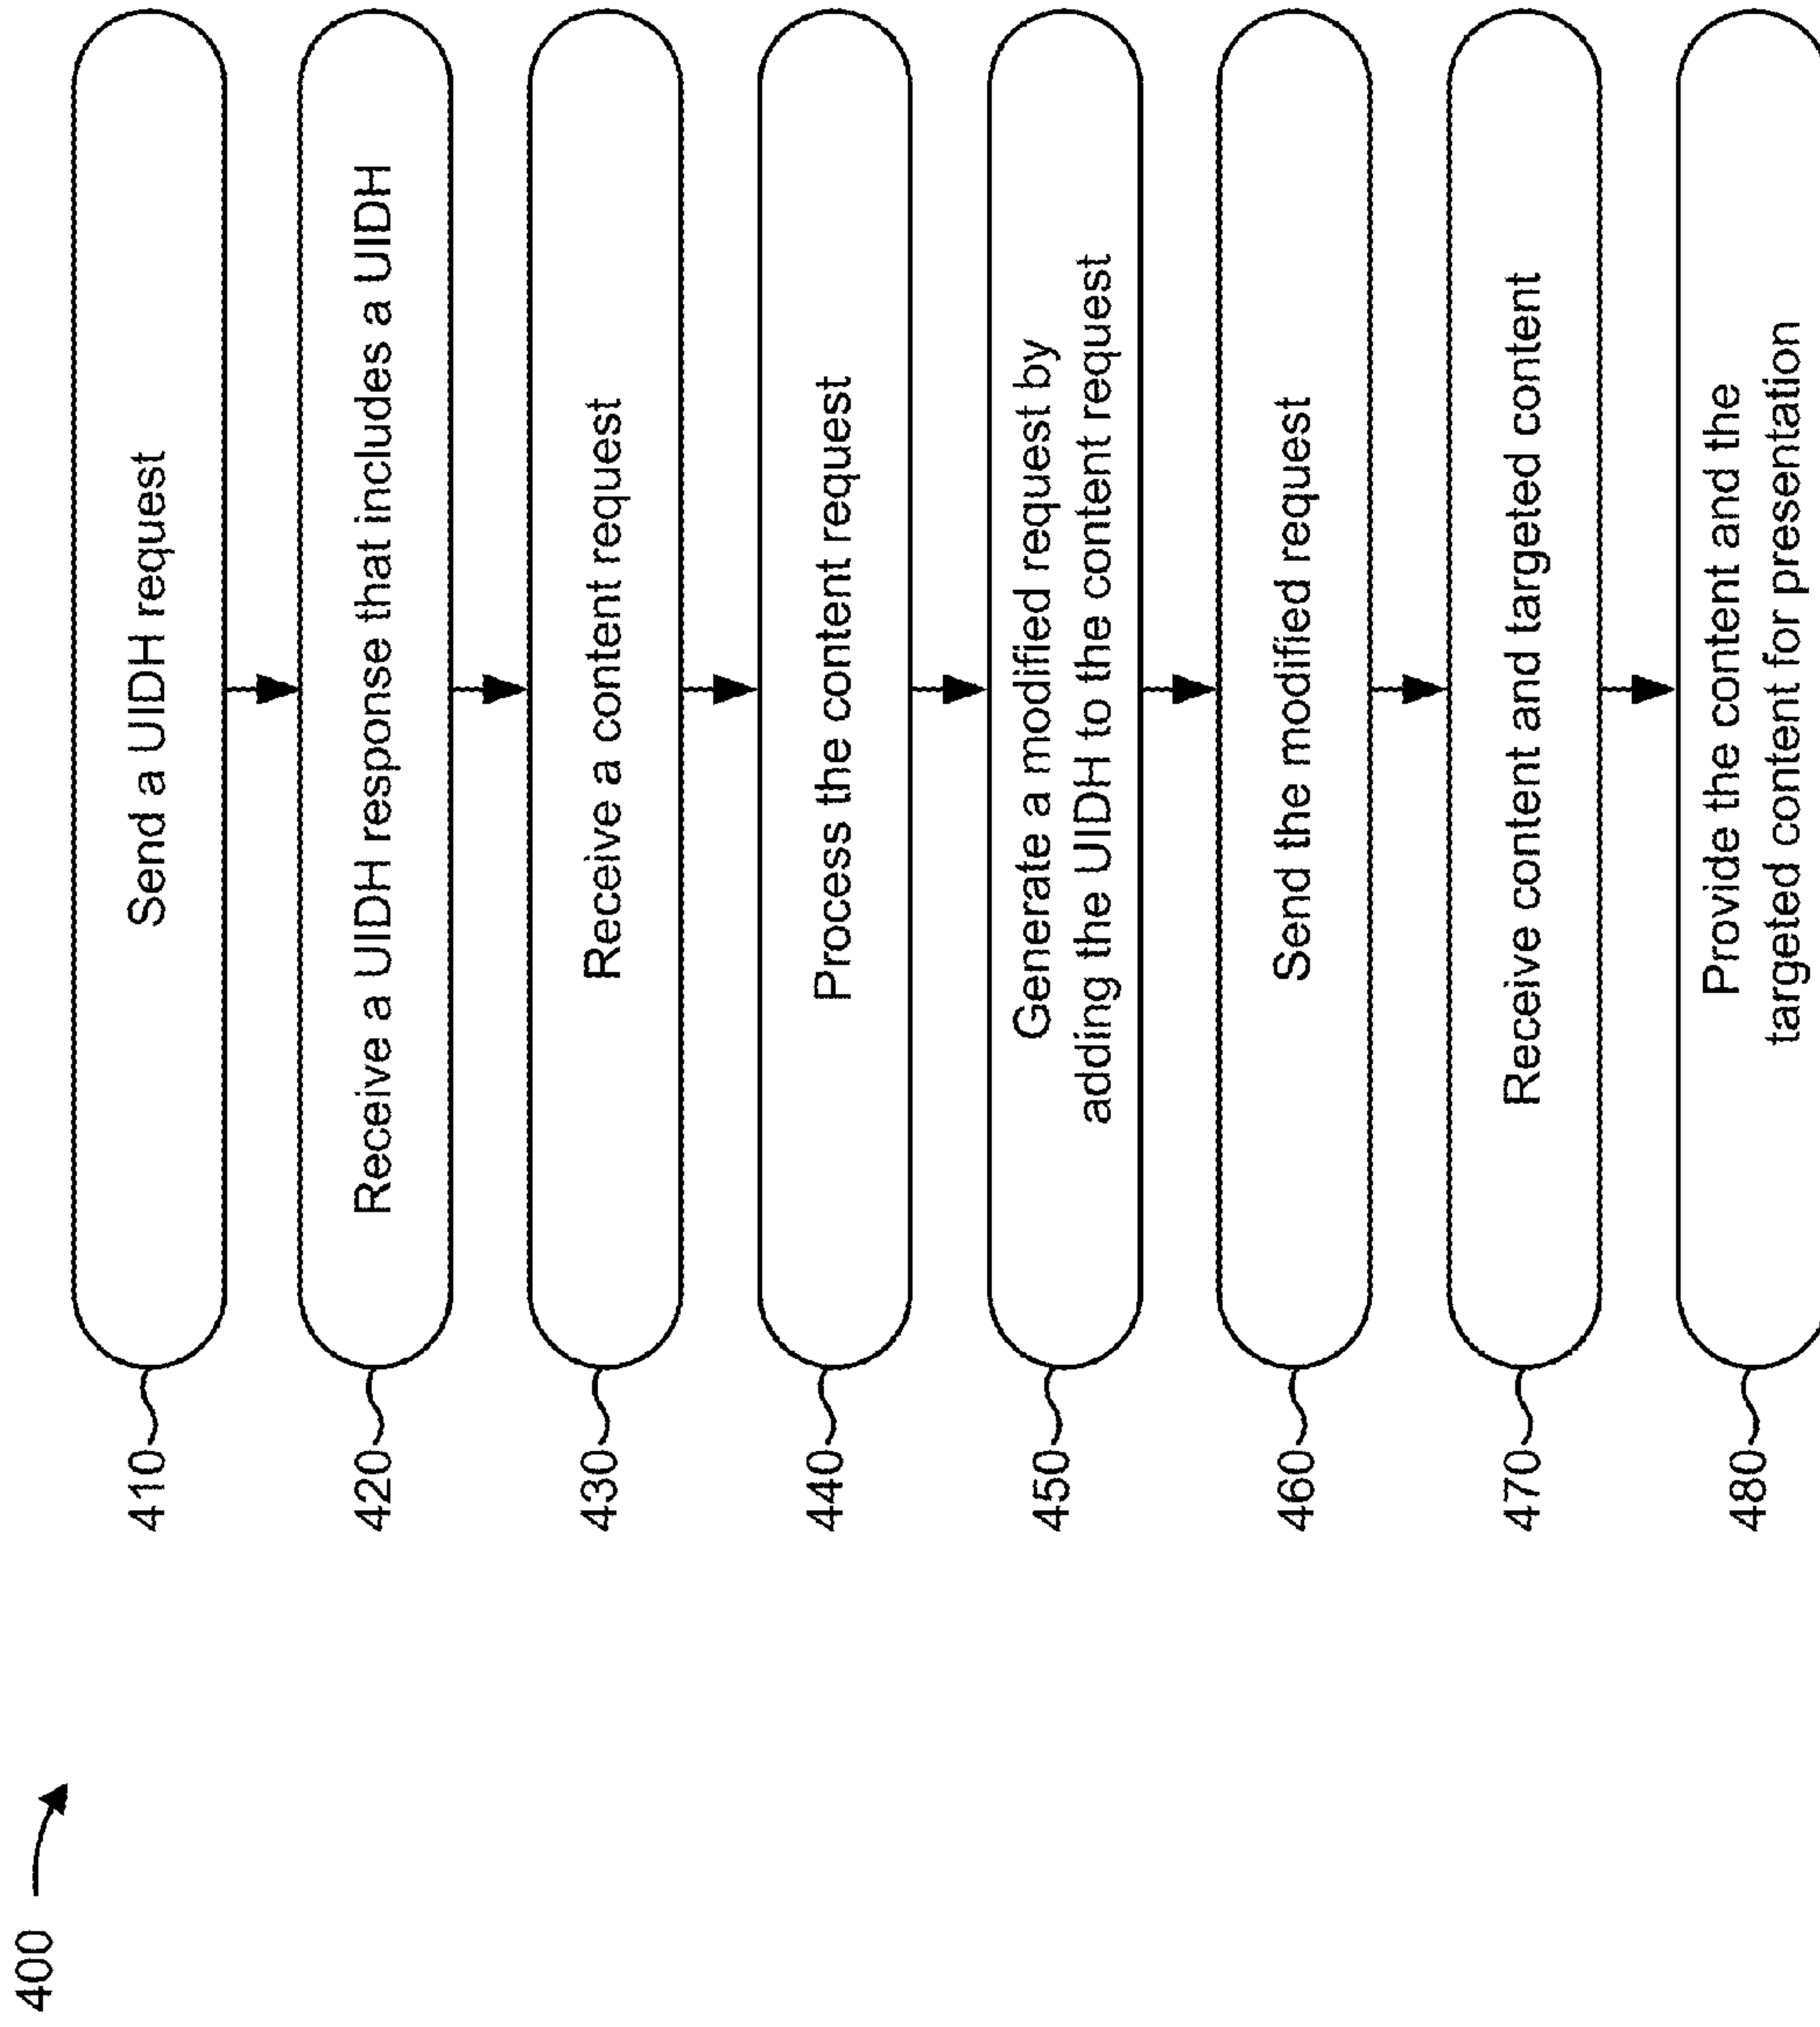 400
410
Send a UIDH request
420
Receive a UIDH response that includes a UIDH
430
Receive a content request
440
Process the content request
450
Generate a modified request by
adding the UIDH to the content request
460
Send the modified request
470
Receive content and targeted content
480
Provide the content and the
targeted content for presentation